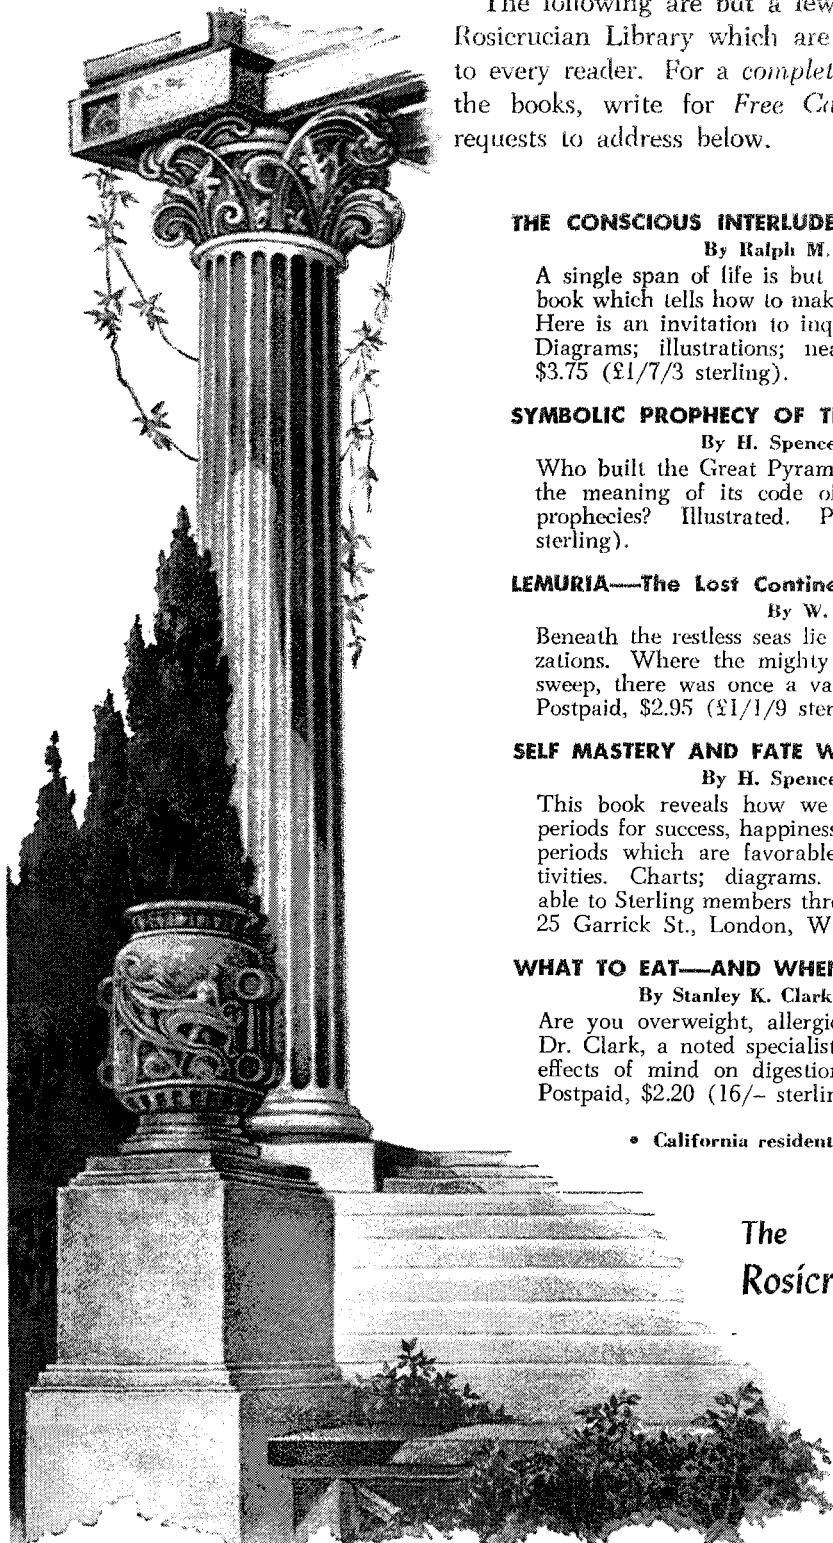 The following are but a few
Rosicrucian Library which are
to every reader. For a complet
the books, write for Free Ca
requests to address below.
THE CONSCIOUS INTERLUDE
By Ralph M.
A single span of life is but
book which tells how to mak
Here is an invitation to inq
Diagrams; illustrations; nea
$3.75 (£1/7/3 sterling).
SYMBOLIC PROPHECY OF T
By H. Spence
Who built the Great Pyram
the meaning of its code o
prophecies? Illustrated. P
sterling).
LEMURIA—The Lost Contine
By W.
Beneath the restless seas lie
zations. Where the mighty
sweep, there was once a va
Postpaid, $2.95 (£1/1/9 ster
SELF MASTERY AND FATE W
By H. Spence
This book reveals how we
periods for success, happiness
periods which are favorable
tivities. Charts; diagrams.
able to Sterling members thr
25 Garrick St., London, W
WHAT TO EAT—AND WHEN
By Stanley K. Clark
Are you overweight, allergi
Dr. Clark, a noted specialist
effects of mind on digestion
Postpaid, $2.20 (16/– sterlin
• California resident
The
Rosicr